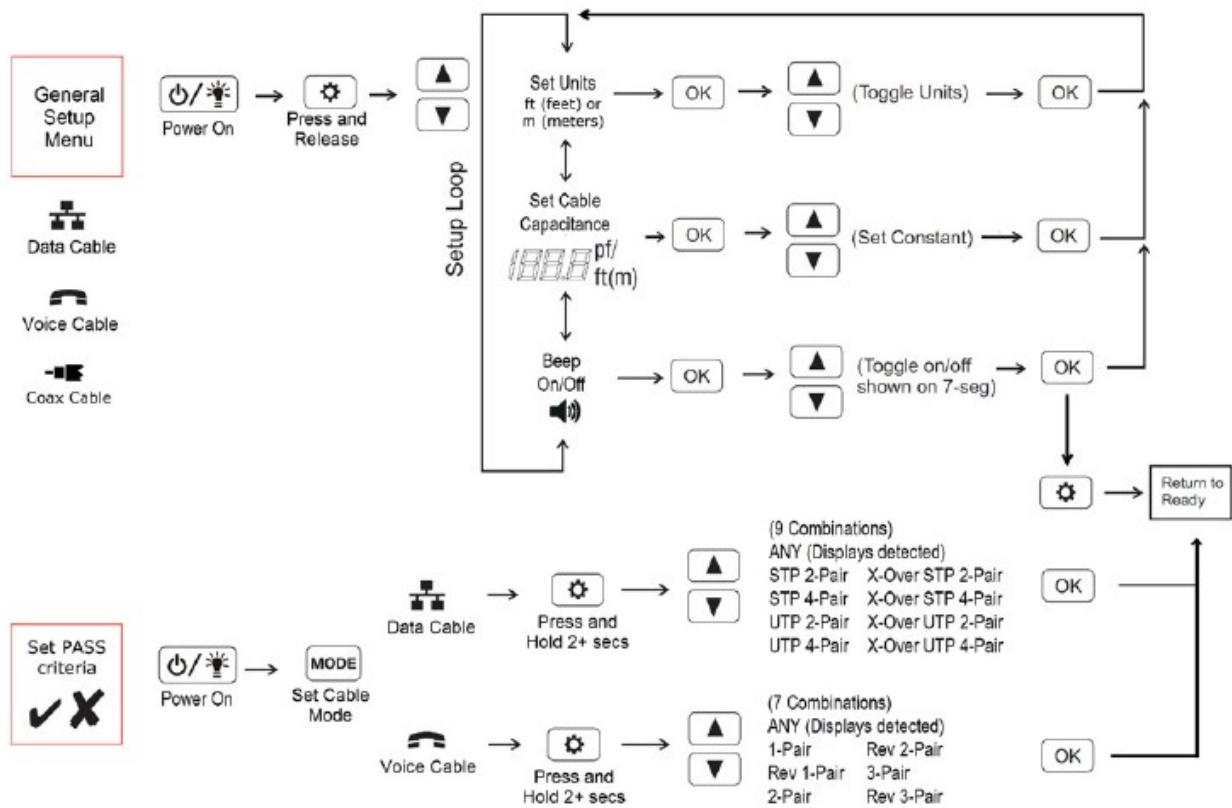 General
Setup
Menu
Power On
Press and
Release
Data Cable
Voice Cable
Coax Cable
Setup Loop
Set Units
ft (feet) or
m (meters)
OK
(Toggle Units)
OK
Set Cable
Capacitance
188.8 pf/
ft(m)
OK
(Set Constant)
OK
Beep
On/Off
OK
(Toggle on/off
shown on 7-seg)
OK
Return to
Ready
Set PASS
criteria
Power On
MODE
Set Cable
Mode
Data Cable
Press and
Hold 2+ secs
(9 Combinations)
ANY (Displays detected)
STP 2-Pair X-Over STP 2-Pair
STP 4-Pair X-Over STP 4-Pair
UTP 2-Pair X-Over UTP 2-Pair
UTP 4-Pair X-Over UTP 4-Pair
OK
Voice Cable
Press and
Hold 2+ secs
(7 Combinations)
ANY (Displays detected)
1-Pair Rev 2-Pair
Rev 1-Pair 3-Pair
2-Pair Rev 3-Pair
OK